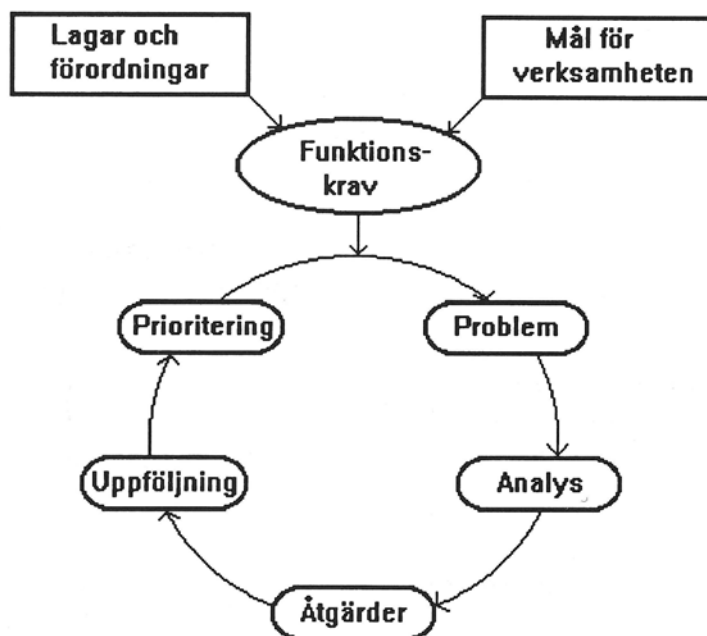 Lagar och
förordningar
Mål för
verksamheten
Funktions-
krav
Prioritering
Problem
Uppföljning
Analys
Åtgärder